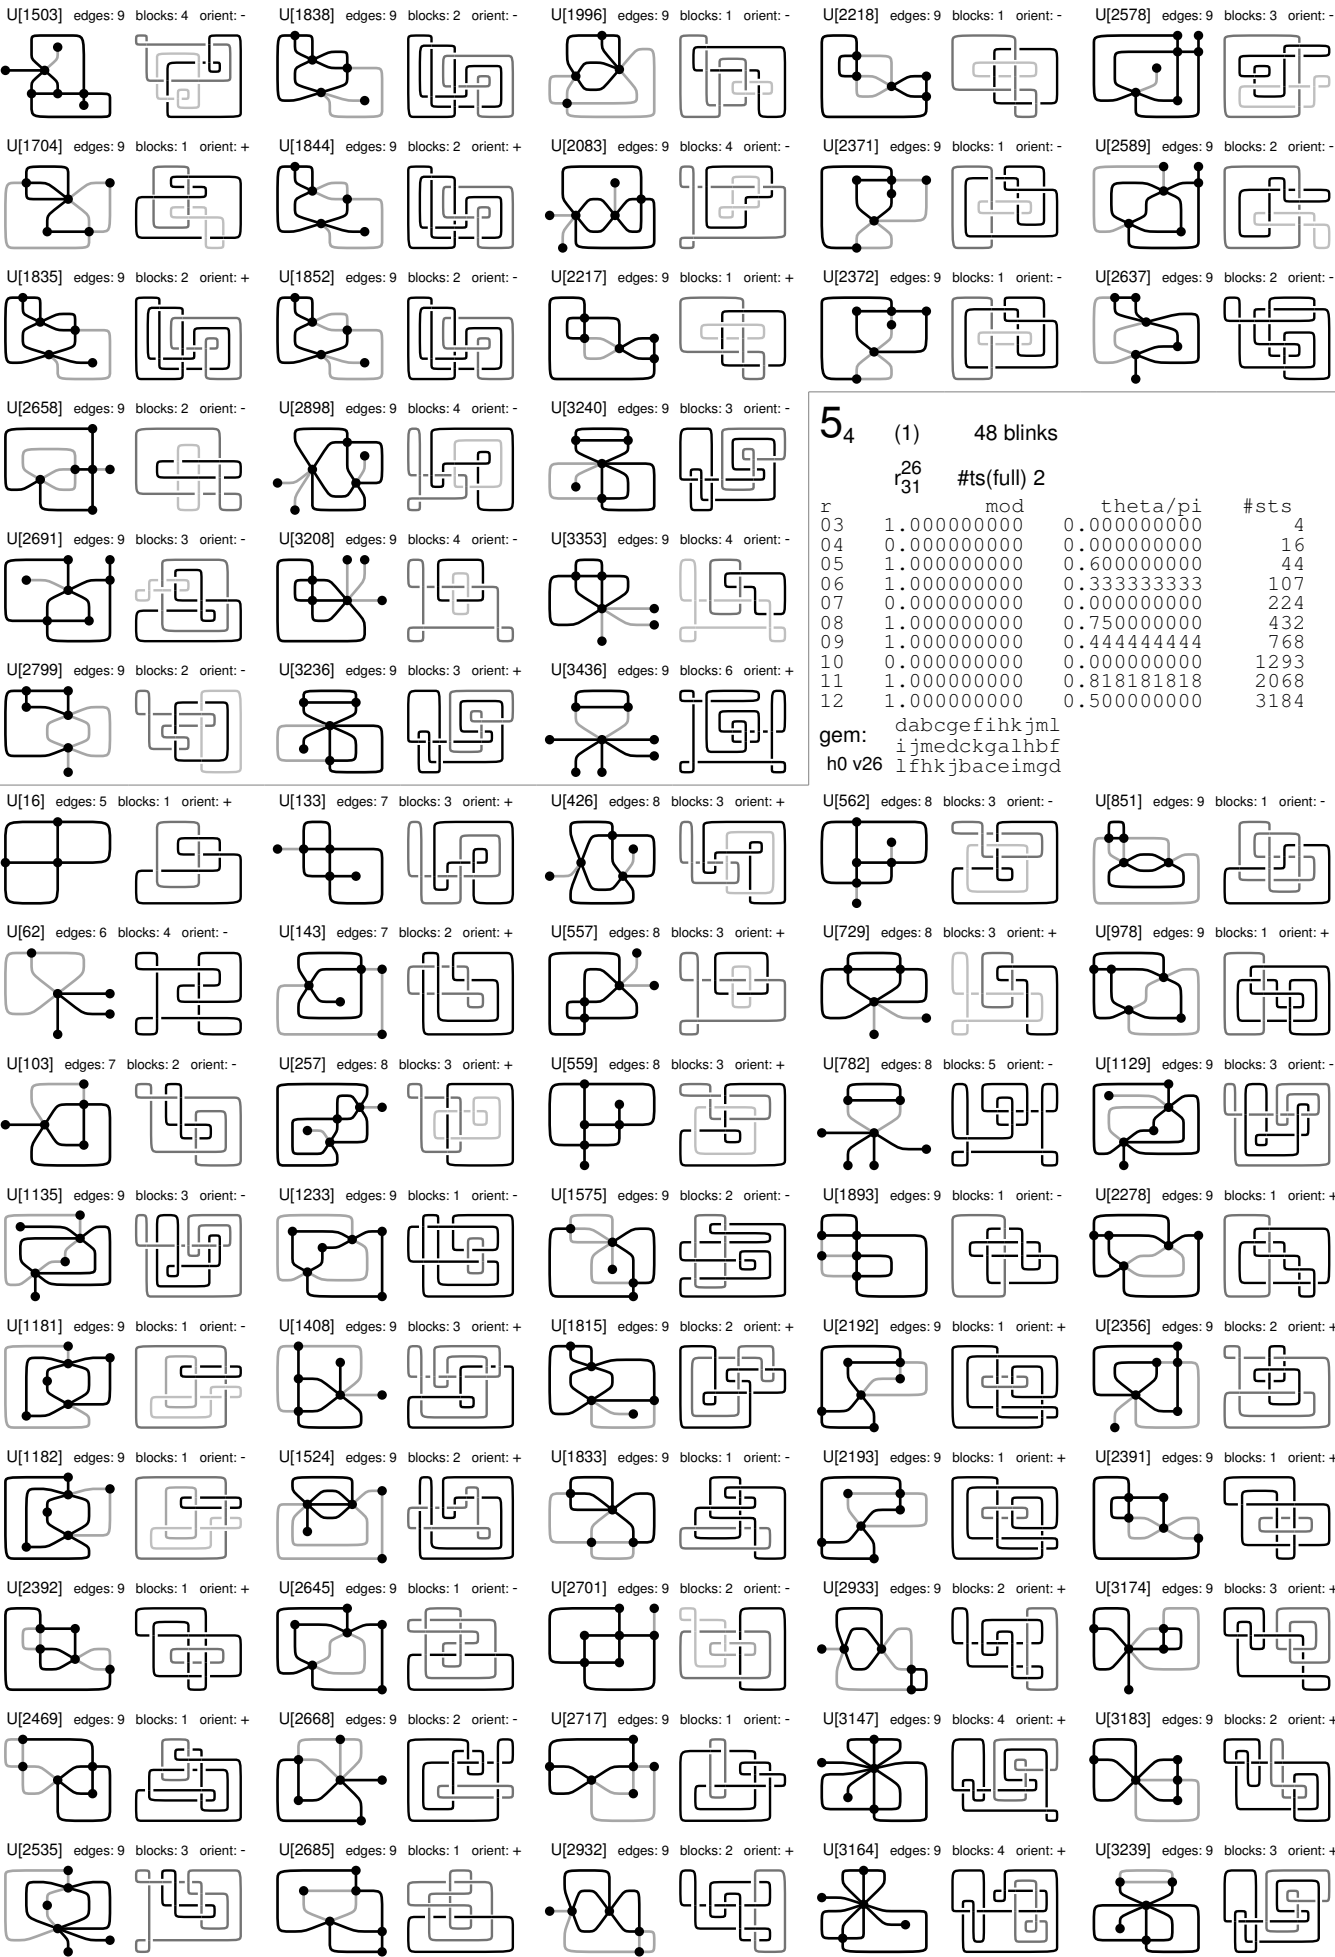 U[1503] edges: 9 blocks: 4 orient: -
U[1838] edges: 9 blocks: 2 orient: -
U[1996] edges: 9 blocks: 1 orient: -
U[2218] edges: 9 blocks: 1 orient: -
U[2578] edges: 9 blocks: 3 orient: -
U[1704] edges: 9 blocks: 1 orient: +
U[1844] edges: 9 blocks: 2 orient: +
U[2083] edges: 9 blocks: 4 orient: -
U[2371] edges: 9 blocks: 1 orient: -
U[2589] edges: 9 blocks: 2 orient: -
U[1835] edges: 9 blocks: 2 orient: +
U[1852] edges: 9 blocks: 2 orient: -
U[2217] edges: 9 blocks: 1 orient: +
U[2372] edges: 9 blocks: 1 orient: -
U[2637] edges: 9 blocks: 2 orient: -
U[2658] edges: 9 blocks: 2 orient: -
U[2898] edges: 9 blocks: 4 orient: -
U[3240] edges: 9 blocks: 3 orient: -
U[2691] edges: 9 blocks: 3 orient: -
U[3208] edges: 9 blocks: 4 orient: -
U[3353] edges: 9 blocks: 4 orient: -
U[2799] edges: 9 blocks: 2 orient: -
U[3236] edges: 9 blocks: 3 orient: +
U[3436] edges: 9 blocks: 6 orient: +
5₄ (1) 48 blinks
r²⁶₃₁ #ts(full) 2
r mod theta/pi #sts
03 1.000000000 0.000000000 4
04 0.000000000 0.000000000 16
05 1.000000000 0.600000000 44
06 1.000000000 0.333333333 107
07 0.000000000 0.000000000 224
08 1.000000000 0.750000000 432
09 1.000000000 0.444444444 768
10 0.000000000 0.000000000 1293
11 1.000000000 0.818181818 2068
12 1.000000000 0.500000000 3184
gem: dabcgefihkjml
ijmedckgalhbf
h0 v26 lfhkjbaceimgd
U[16] edges: 5 blocks: 1 orient: +
U[133] edges: 7 blocks: 3 orient: +
U[426] edges: 8 blocks: 3 orient: +
U[562] edges: 8 blocks: 3 orient: -
U[851] edges: 9 blocks: 1 orient: -
U[62] edges: 6 blocks: 4 orient: -
U[143] edges: 7 blocks: 2 orient: +
U[557] edges: 8 blocks: 3 orient: +
U[729] edges: 8 blocks: 3 orient: +
U[978] edges: 9 blocks: 1 orient: +
U[103] edges: 7 blocks: 2 orient: -
U[257] edges: 8 blocks: 3 orient: +
U[559] edges: 8 blocks: 3 orient: +
U[782] edges: 8 blocks: 5 orient: -
U[1129] edges: 9 blocks: 3 orient: -
U[1135] edges: 9 blocks: 3 orient: -
U[1233] edges: 9 blocks: 1 orient: -
U[1575] edges: 9 blocks: 2 orient: -
U[1893] edges: 9 blocks: 1 orient: -
U[2278] edges: 9 blocks: 1 orient: +
U[1181] edges: 9 blocks: 1 orient: -
U[1408] edges: 9 blocks: 3 orient: +
U[1815] edges: 9 blocks: 2 orient: +
U[2192] edges: 9 blocks: 1 orient: +
U[2356] edges: 9 blocks: 2 orient: +
U[1182] edges: 9 blocks: 1 orient: -
U[1524] edges: 9 blocks: 2 orient: +
U[1833] edges: 9 blocks: 1 orient: -
U[2193] edges: 9 blocks: 1 orient: +
U[2391] edges: 9 blocks: 1 orient: +
U[2392] edges: 9 blocks: 1 orient: +
U[2645] edges: 9 blocks: 1 orient: -
U[2701] edges: 9 blocks: 2 orient: -
U[2933] edges: 9 blocks: 2 orient: +
U[3174] edges: 9 blocks: 3 orient: +
U[2469] edges: 9 blocks: 1 orient: +
U[2668] edges: 9 blocks: 2 orient: -
U[2717] edges: 9 blocks: 1 orient: -
U[3147] edges: 9 blocks: 4 orient: +
U[3183] edges: 9 blocks: 2 orient: +
U[2535] edges: 9 blocks: 3 orient: -
U[2685] edges: 9 blocks: 1 orient: +
U[2932] edges: 9 blocks: 2 orient: +
U[3164] edges: 9 blocks: 4 orient: +
U[3239] edges: 9 blocks: 3 orient: +